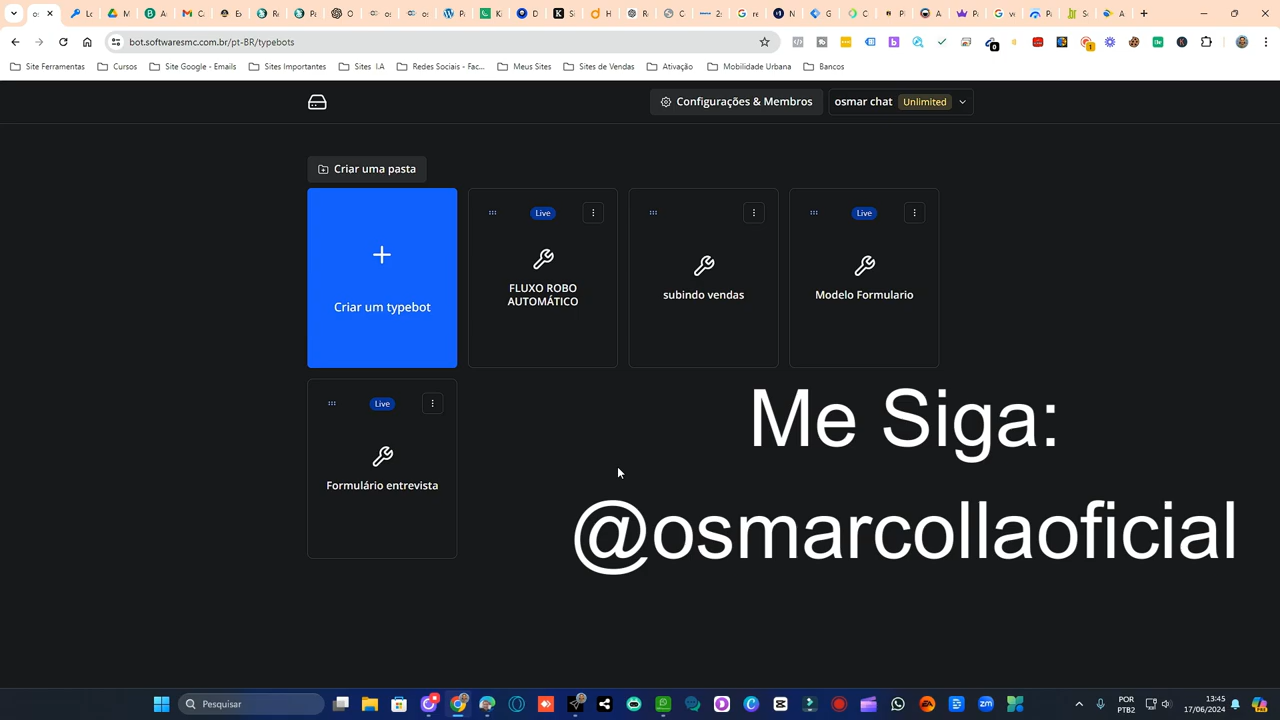 bot.softwaresmc.com.br/pt-BR/typebots
Site Ferramentas
Cursos
Site Google - Emails
Sites Importantes
Sites I.A
Redes Sociais - Fac...
Meus Sites
Sites de Vendas
Ativação
Mobilidade Urbana
Bancos
Configurações & Membros
osmar chat Unlimited
Criar uma pasta
Criar um typebot
Live
FLUXO ROBO
AUTOMÁTICO
subindo vendas
Live
Modelo Formulario
Live
Formulário entrevista
Me Siga:
@osmarcollaoficial
Pesquisar
POR
PTB2
13:45
17/06/2024